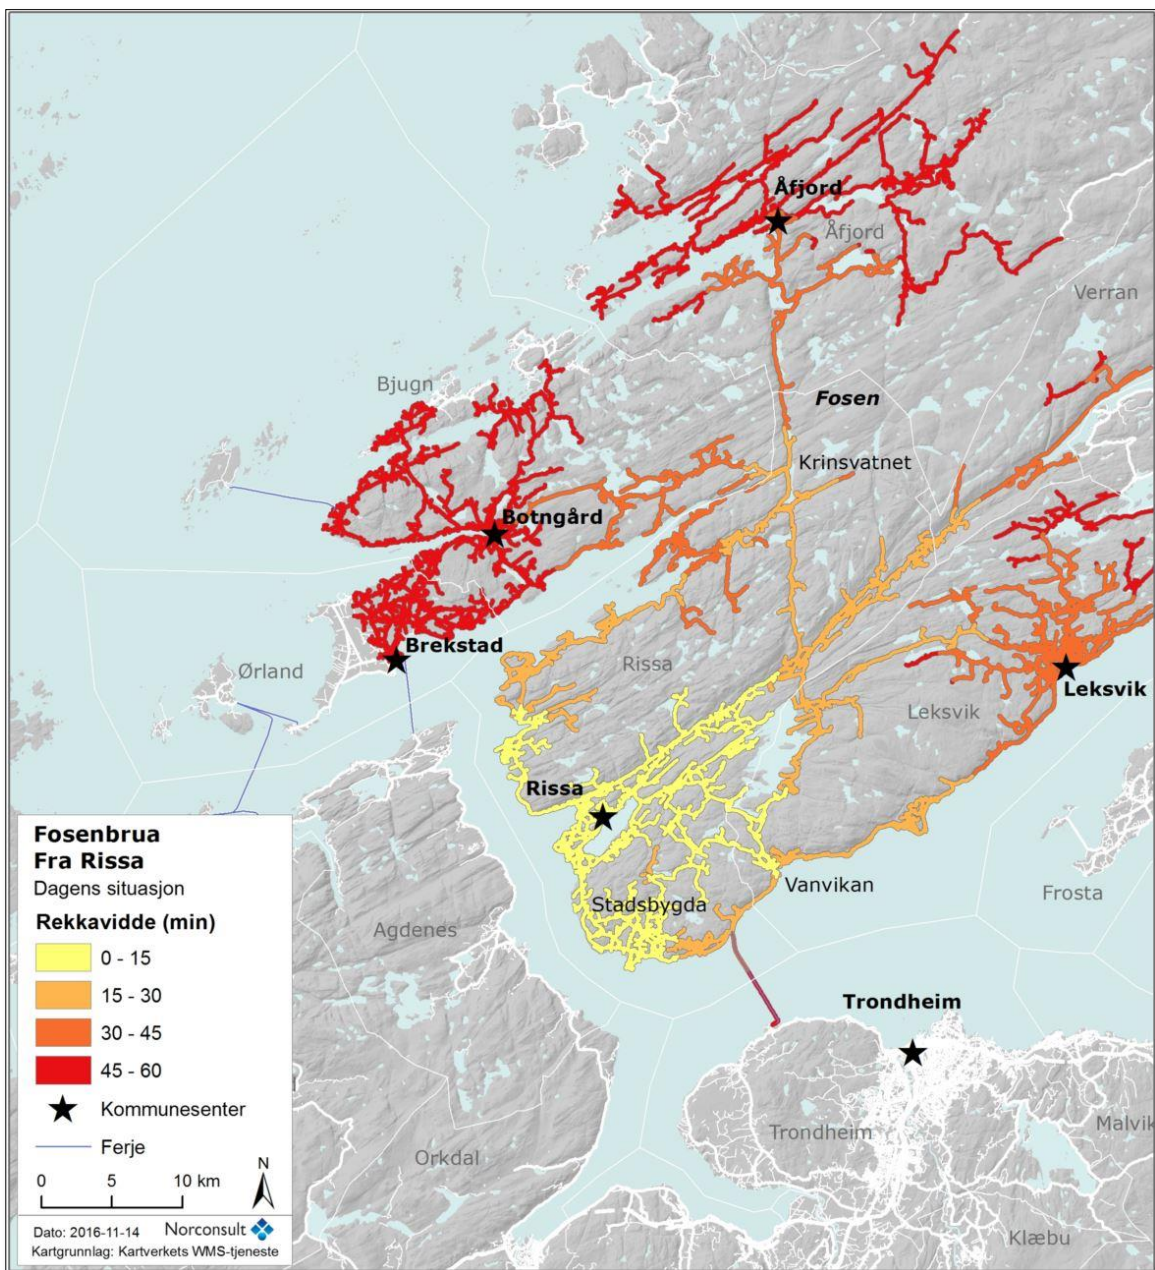 Åfjord
Åfjord
Verran
Bjugn
Fosen
Krinsvatnet
Botngård
Brekstad
Ørland
Rissa
Leksvik
Leksvik
Rissa
Vanvikan
Frosta
Stadsbygda
Agdenes
Trondheim
Trondheim
Malvik
Orkdal
Klæbu
Fosenbrua
Fra Rissa
Dagens situasjon
Rekkavidde (min)
0 - 15
15 - 30
30 - 45
45 - 60
Kommunesenter
Ferje
N
0 5 10 km
Dato: 2016-11-14 Norconsult
Kartgrunnlag: Kartverkets WMS-tjeneste